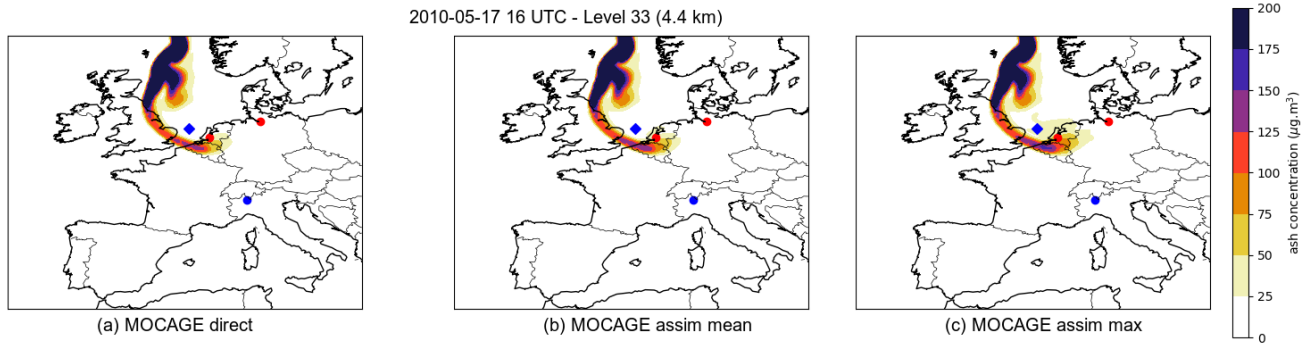 2010-05-17 16 UTC - Level 33 (4.4 km)
(a) MOCAGE direct
(b) MOCAGE assim mean
(c) MOCAGE assim max
200
175
150
125
100
75
50
25
0
ash concentration (µg.m³)